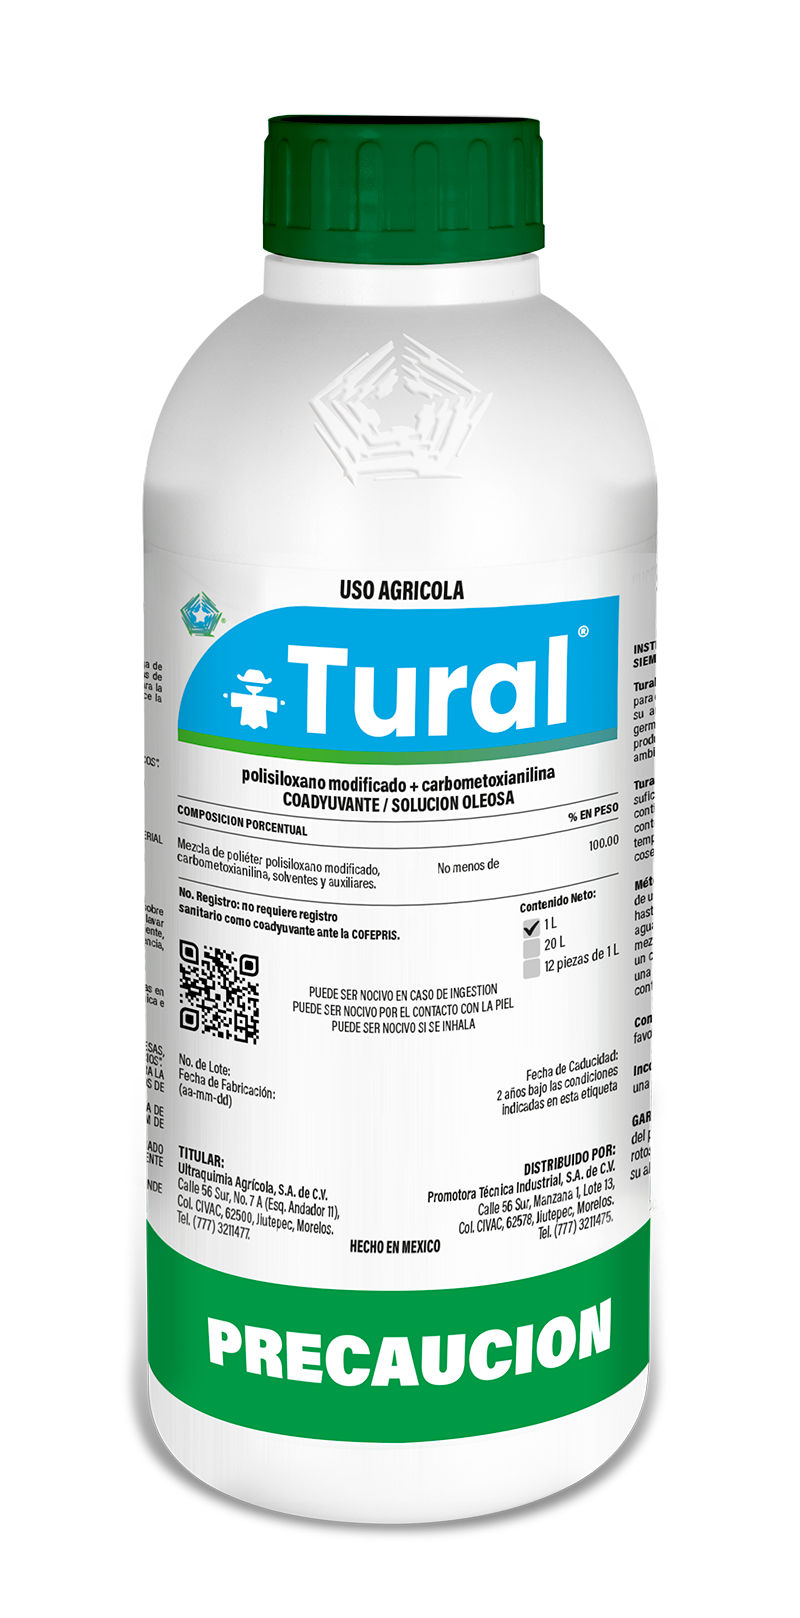 USO AGRICOLA
Tural®
polisiloxano modificado + carbometoxianilina
COADYUVANTE / SOLUCION OLEOSA
COMPOSICION PORCENTUAL
% EN PESO
Mezcla de poliéter polisiloxano modificado,
carbometoxianilina, solventes y auxiliares.
No menos de
100.00
No. Registro: no requiere registro
sanitario como coadyuvante ante la COFEPRIS.
Contenido Neto:
1 L
20 L
12 piezas de 1 L
PUEDE SER NOCIVO EN CASO DE INGESTION
PUEDE SER NOCIVO POR EL CONTACTO CON LA PIEL
PUEDE SER NOCIVO SI SE INHALA
No. de Lote:
Fecha de Fabricación:
(aa-mm-dd)
Fecha de Caducidad:
2 años bajo las condiciones
indicadas en esta etiqueta
TITULAR:
Ultraquimia Agrícola, S.A. de C.V.
Calle 56 Sur, No. 7 A (Esq. Andador 11),
Col. CIVAC, 62500, Jiutepec, Morelos.
Tel. (777) 3211477.
DISTRIBUIDO POR:
Promotora Técnica Industrial, S.A. de C.V.
Calle 56 Sur, Manzana 1, Lote 13,
Col. CIVAC, 62578, Jiutepec, Morelos.
Tel. (777) 3211475.
HECHO EN MEXICO
PRECAUCION